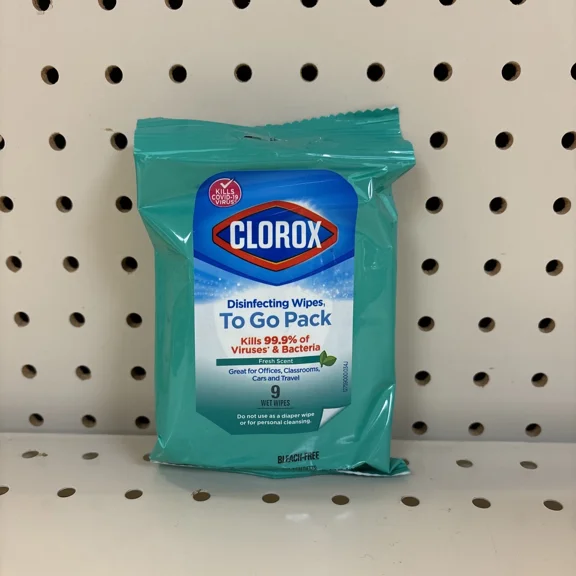 KILLS
COVID-19
VIRUS
CLOROX
Disinfecting Wipes
To Go Pack
Kills 99.9% of
Viruses* & Bacteria
Fresh Scent
Great for Offices, Classrooms,
Cars and Travel
9
WET WIPES
Do not use as a diaper wipe
or for personal cleansing.
BLEACH-FREE